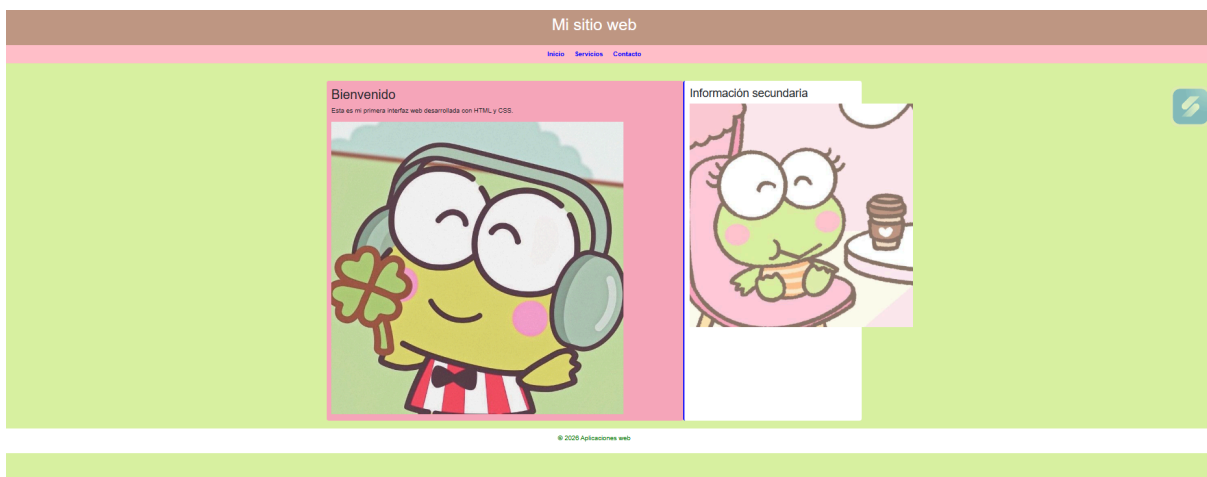 Mi sitio web
Inicio Servicios Contacto
Bienvenido
Esta es mi primera interfaz web desarrollada con HTML y CSS.
Información secundaria
© 2026 Aplicaciones web